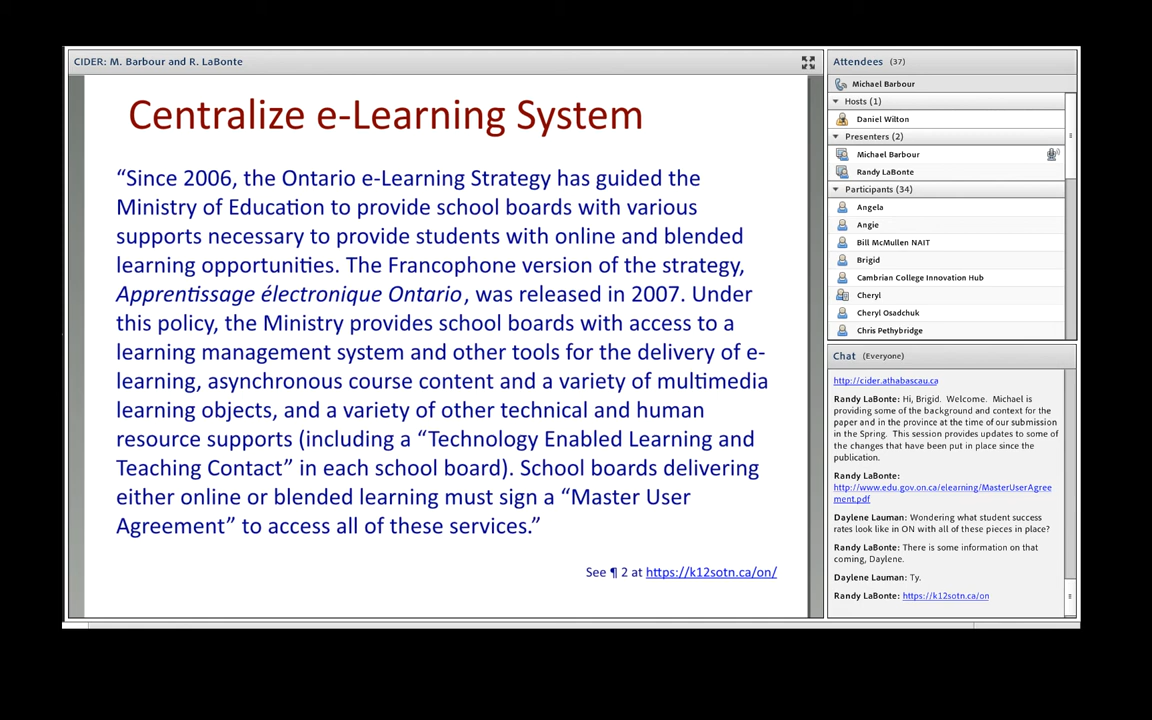 CIDER: M. Barbour and R. LaBonte
Centralize e-Learning System
“Since 2006, the Ontario e-Learning Strategy has guided the
Ministry of Education to provide school boards with various
supports necessary to provide students with online and blended
learning opportunities. The Francophone version of the strategy,
Apprentissage électronique Ontario, was released in 2007. Under
this policy, the Ministry provides school boards with access to a
learning management system and other tools for the delivery of e-
learning, asynchronous course content and a variety of multimedia
learning objects, and a variety of other technical and human
resource supports (including a “Technology Enabled Learning and
Teaching Contact” in each school board). School boards delivering
either online or blended learning must sign a “Master User
Agreement” to access all of these services.”
See ¶ 2 at https://k12sotn.ca/on/
Attendees (37)
Michael Barbour
Hosts (1)
Daniel Wilton
Presenters (2)
Michael Barbour
Randy LaBonte
Participants (34)
Angela
Angie
Bill McMullen NAIT
Brigid
Cambrian College Innovation Hub
Cheryl
Cheryl Osadchuk
Chris Pethybridge
Chat (Everyone)
http://cider.athabascau.ca
Randy LaBonte: Hi, Brigid. Welcome. Michael is
providing some of the background and context for the
paper and in the province at the time of our submission
in the Spring. This session provides updates to some of
the changes that have been put in place since the
publication.
Randy LaBonte:
http://www.edu.gov.on.ca/elearning/MasterUserAgree
ment.pdf
Daylene Lauman: Wondering what student success
rates look like in ON with all of these pieces in place?
Randy LaBonte: There is some information on that
coming, Daylene.
Daylene Lauman: Ty.
Randy LaBonte: https://k12sotn.ca/on